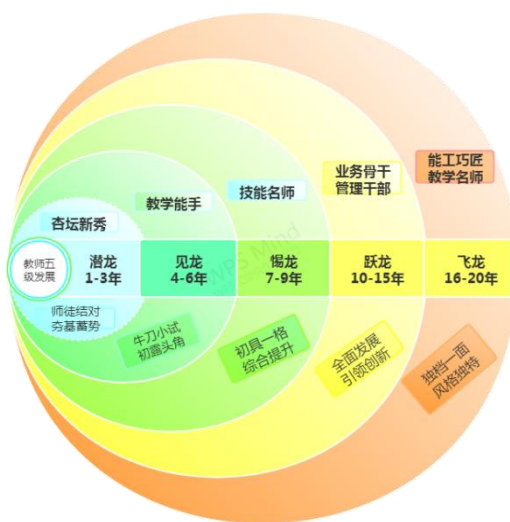 能工巧匠
教学名师
业务骨干
管理干部
技能名师
教学能手
杏坛新秀
教师五
级发展
潜龙
1-3年
见龙
4-6年
惕龙
7-9年
跃龙
10-15年
飞龙
16-20年
师徒结对
夯基蓄势
牛刀小试
初露头角
初具一格
综合提升
全面发展
引领创新
独档一面
风格独特
WPS Mind